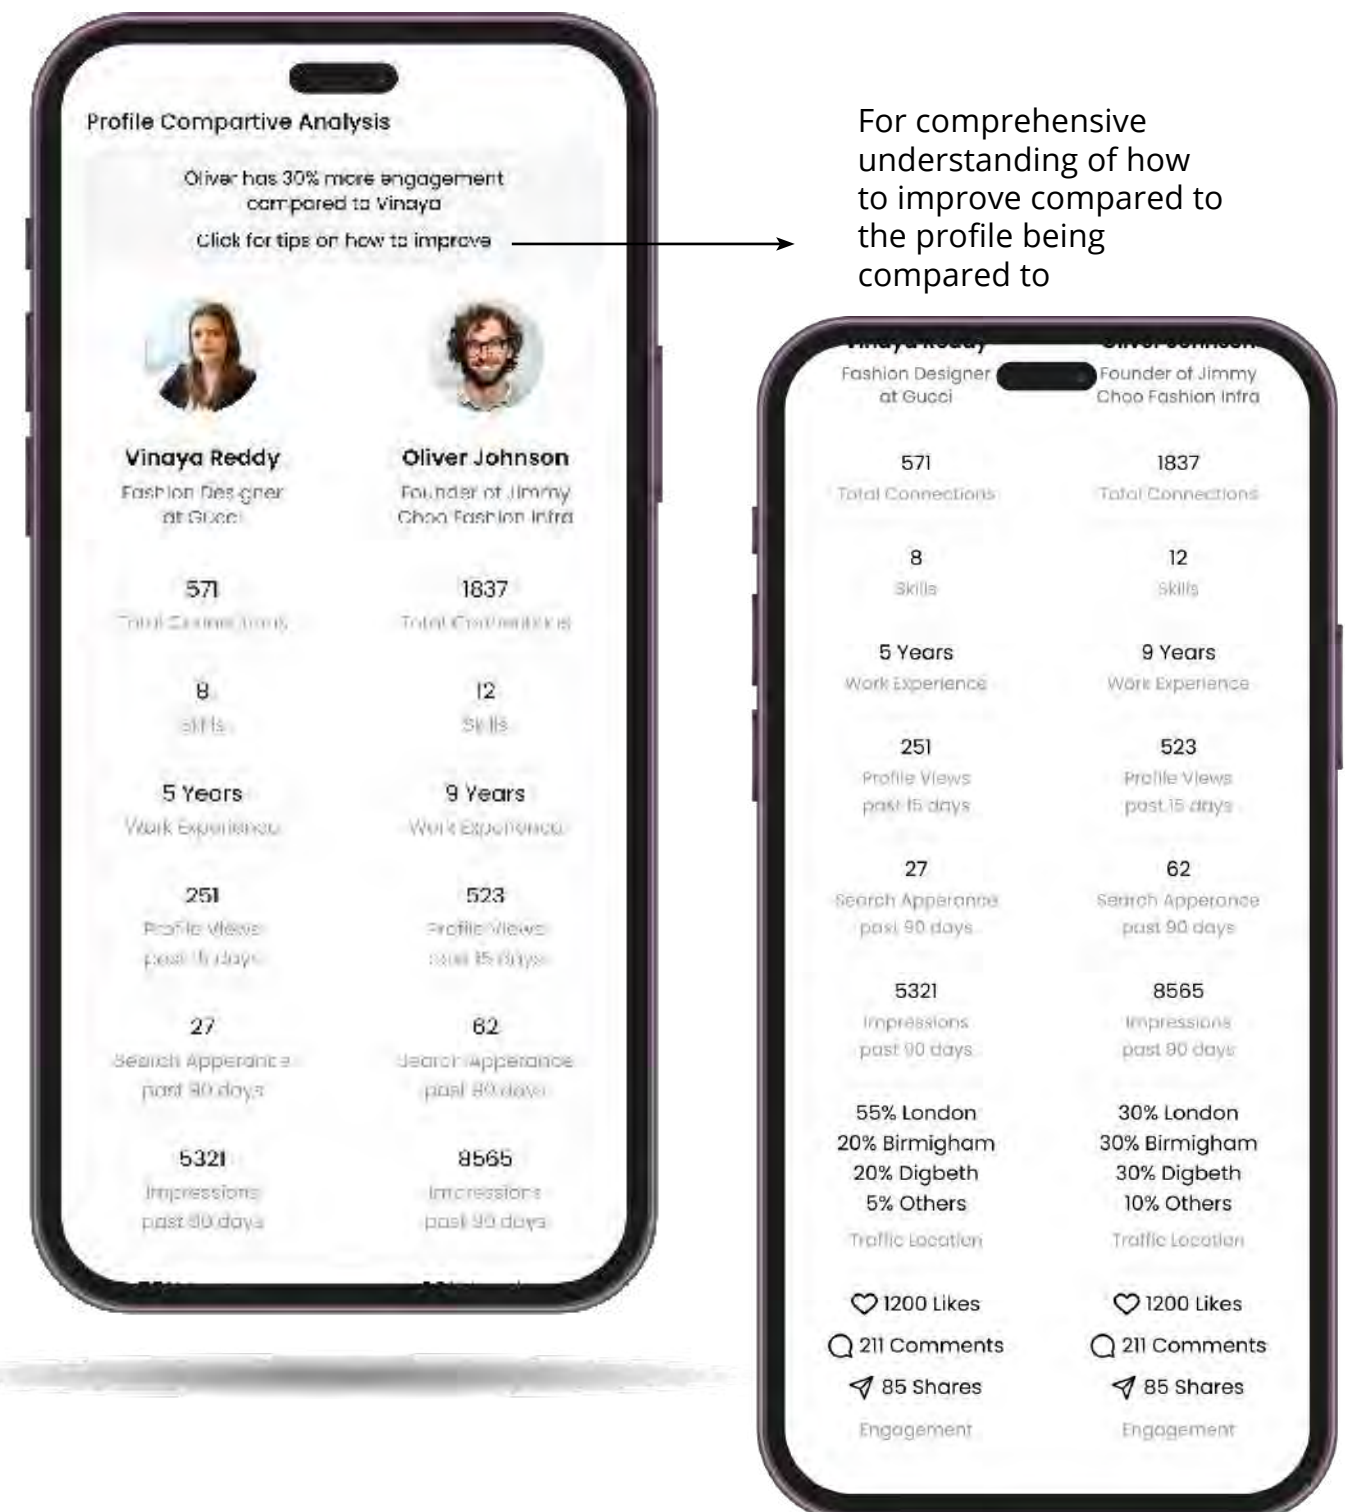 Profile Compartive Analysis
Oliver has 30% more engagement
compared to Vinaya
Click for tips on how to improve
Vinaya Reddy
Fashion Designer
at Gucci
Oliver Johnson
Founder of Jimmy
Choo Fashion Infra
571
Total Connections
1837
Total Connections
8
Skills
12
Skills
5 Years
Work Experience
9 Years
Work Experience
251
Profile Views
past 15 days
523
Profile Views
past 15 days
27
Search Apperance
past 90 days
62
Search Apperance
past 90 days
5321
Impressions
past 90 days
8565
Impressions
past 90 days
For comprehensive
understanding of how
to improve compared to
the profile being
compared to
Vinaya Reddy
Fashion Designer
at Gucci
Oliver Johnson
Founder of Jimmy
Choo Fashion Infra
571
Total Connections
1837
Total Connections
8
Skills
12
Skills
5 Years
Work Experience
9 Years
Work Experience
251
Profile Views
past 15 days
523
Profile Views
past 15 days
27
Search Apperance
past 90 days
62
Search Apperance
past 90 days
5321
Impressions
past 90 days
8565
Impressions
past 90 days
55% London
20% Birmigham
20% Digbeth
5% Others
Traffic Location
30% London
30% Birmigham
30% Digbeth
10% Others
Traffic Location
1200 Likes
211 Comments
85 Shares
Engagement
1200 Likes
211 Comments
85 Shares
Engagement